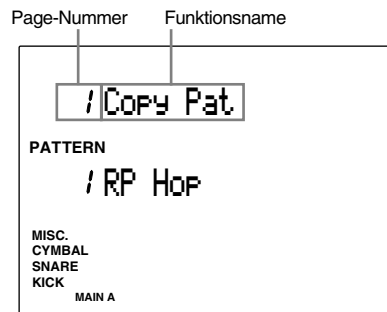 Page-Nummer Funktionsname
1 Copy Pat
PATTERN
1 RP Hop
MISC.
CYMBAL
SNARE
KICK
MAIN A